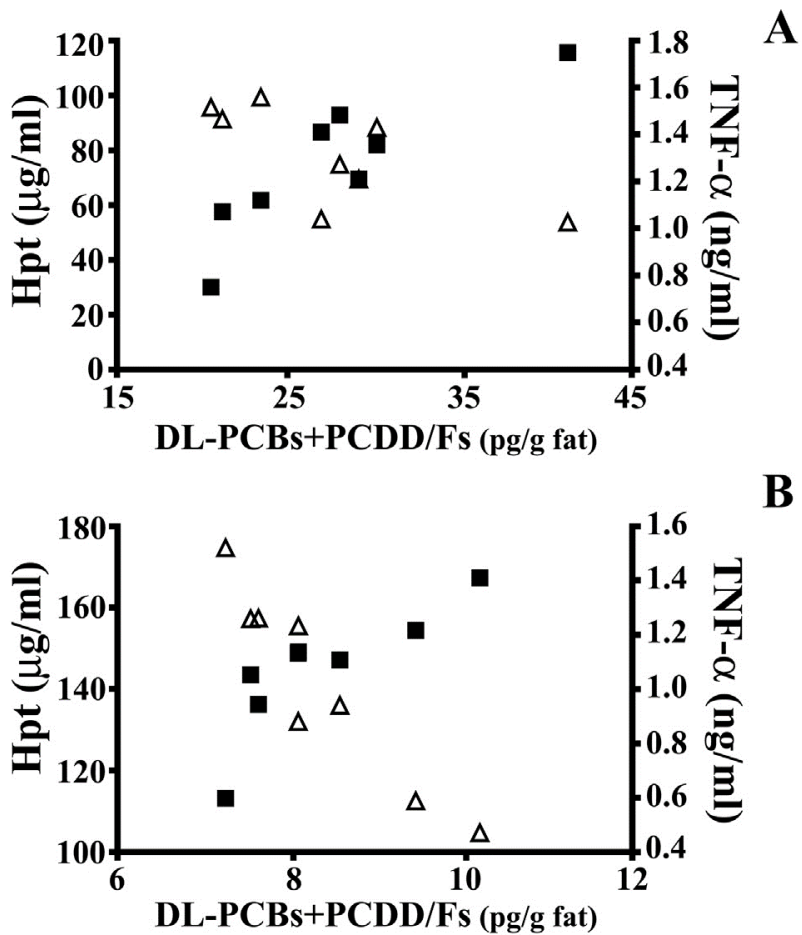 A
120
100
80
60
40
20
0
Hpt (μg/ml)
1.8
1.6
1.4
1.2
1.0
0.8
0.6
0.4
TNF-α (ng/ml)
15 25 35 45
DL-PCBs+PCDD/Fs (pg/g fat)
B
180
160
140
120
100
Hpt (μg/ml)
1.6
1.4
1.2
1.0
0.8
0.6
0.4
TNF-α (ng/ml)
6 8 10 12
DL-PCBs+PCDD/Fs (pg/g fat)